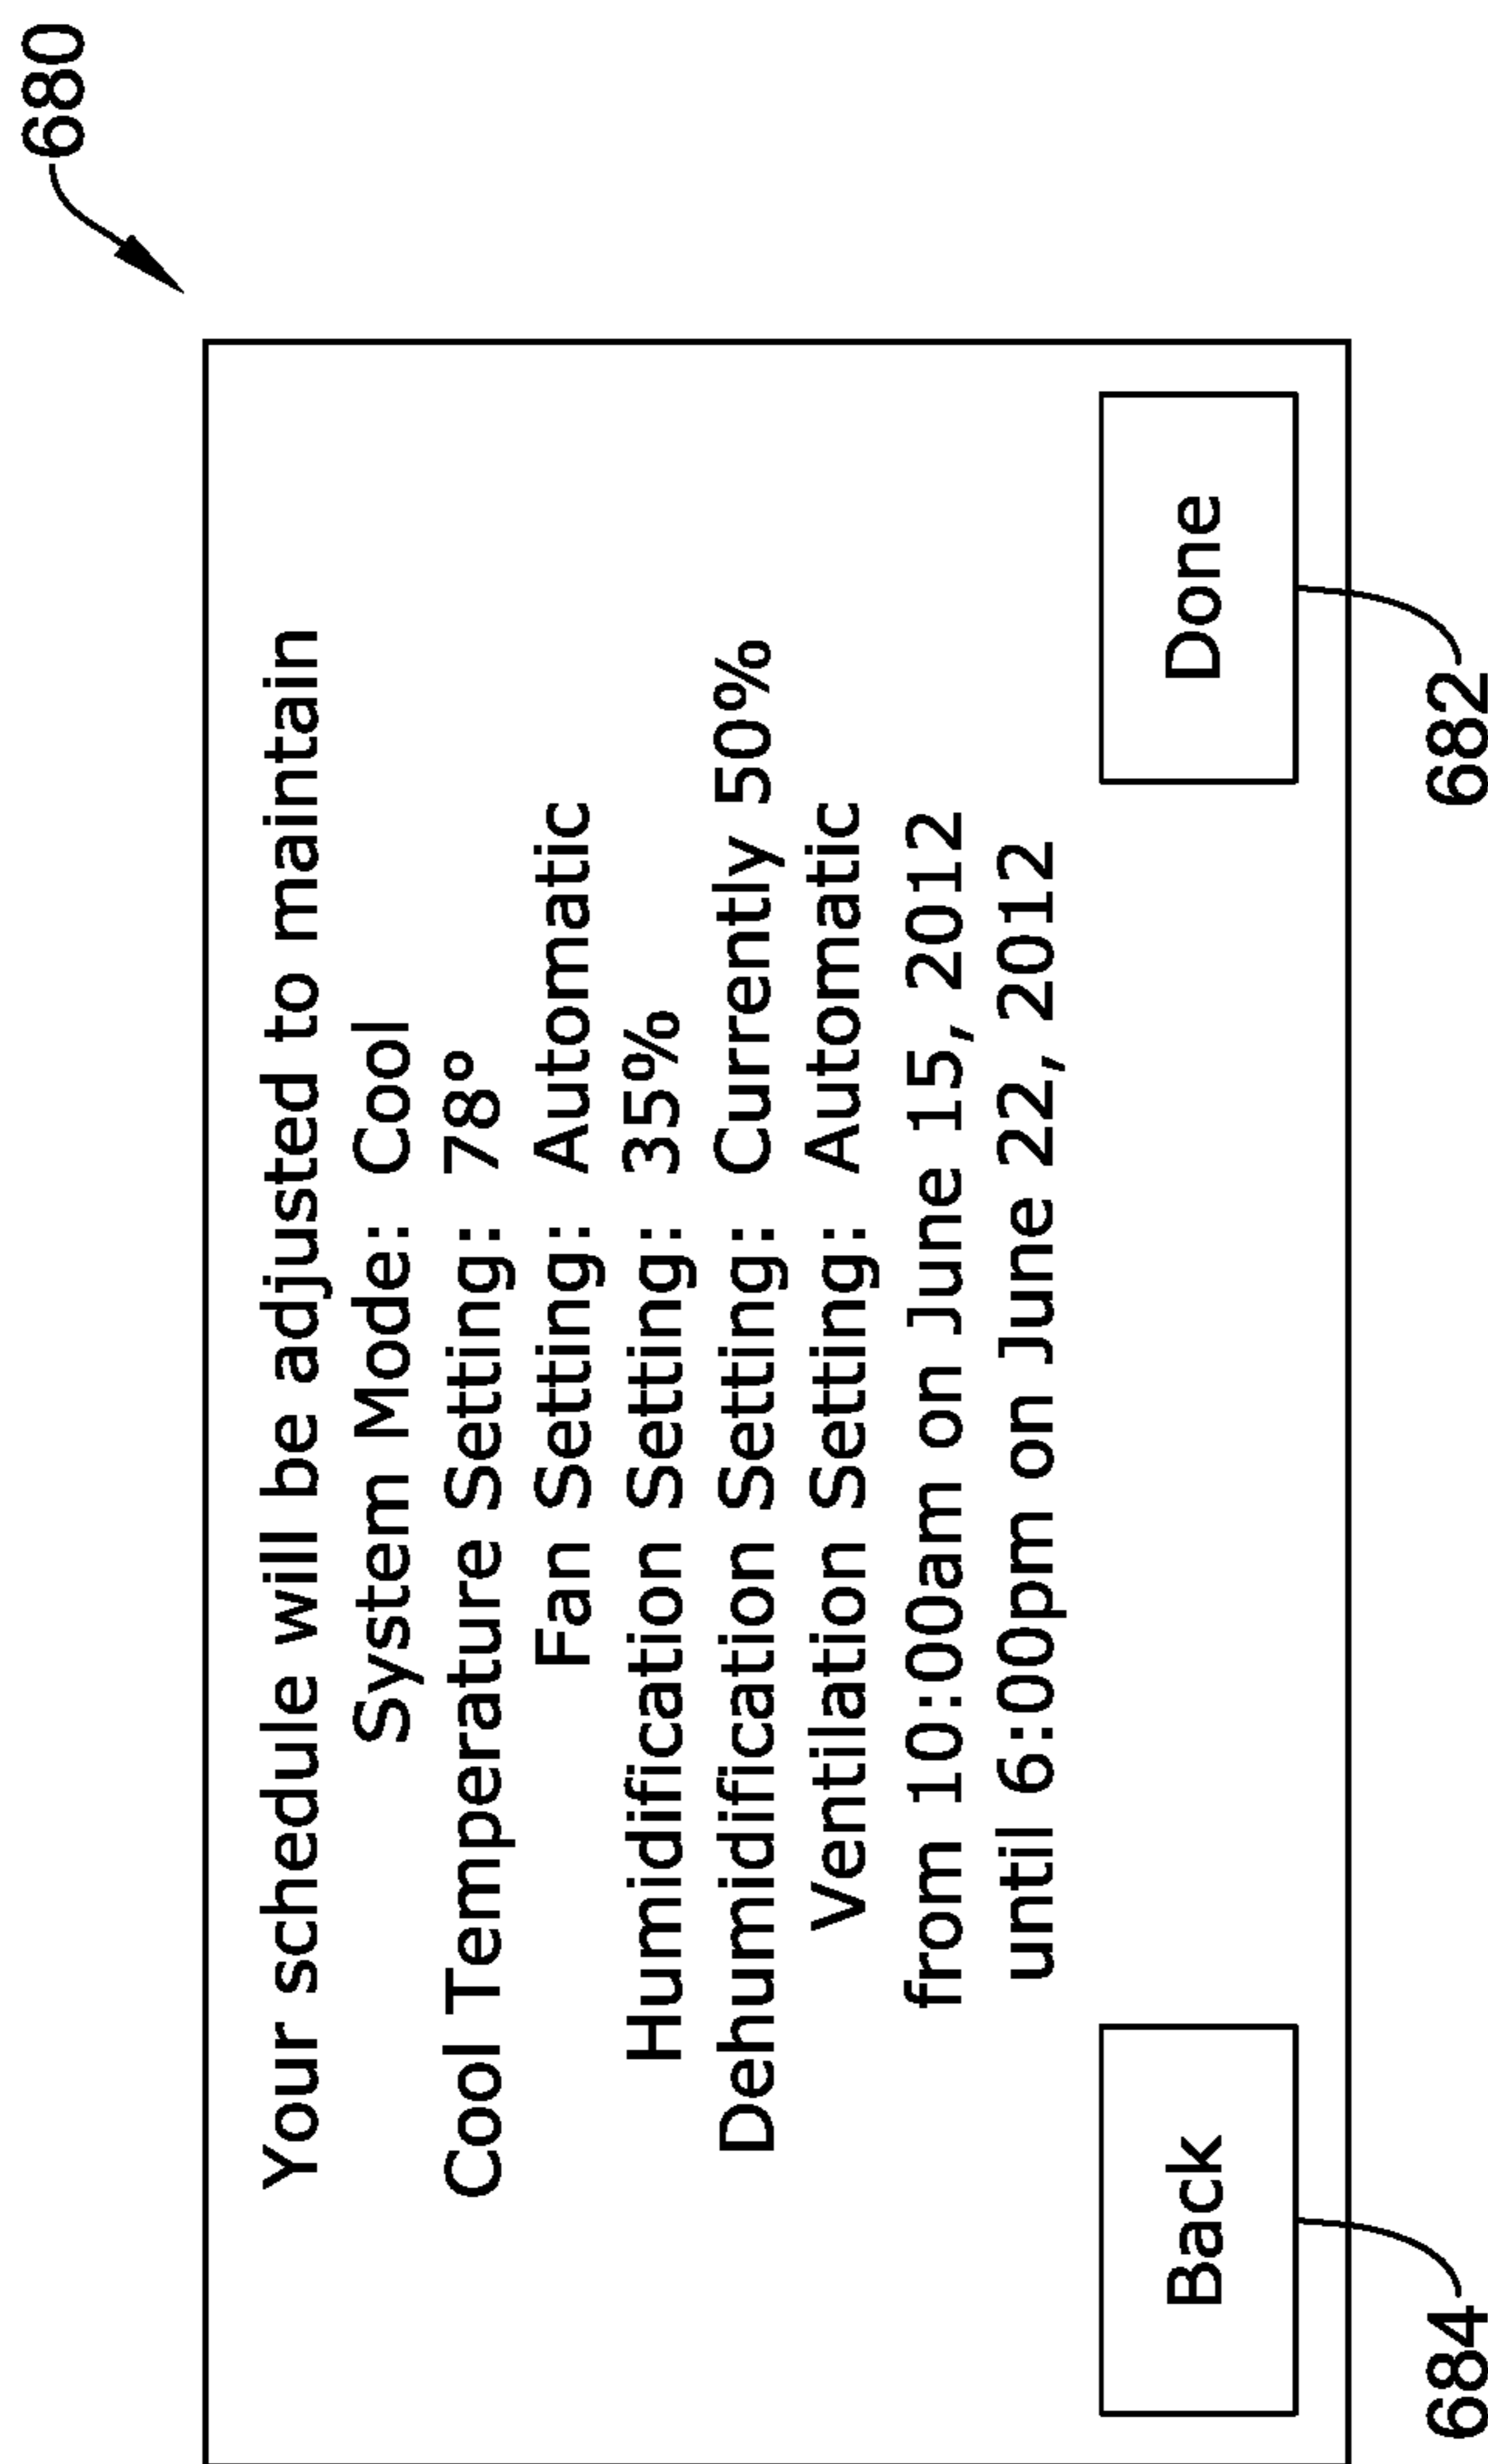 680
Your schedule will be adjusted to maintain
System Mode: Cool
Cool Temperature Setting: 78°
Fan Setting: Automatic
Humidification Setting: 35%
Dehumidification Setting: Currently 50%
Ventilation Setting: Automatic
from 10:00am on June 15, 2012
until 6:00pm on June 22, 2012
Back
Done
684
682